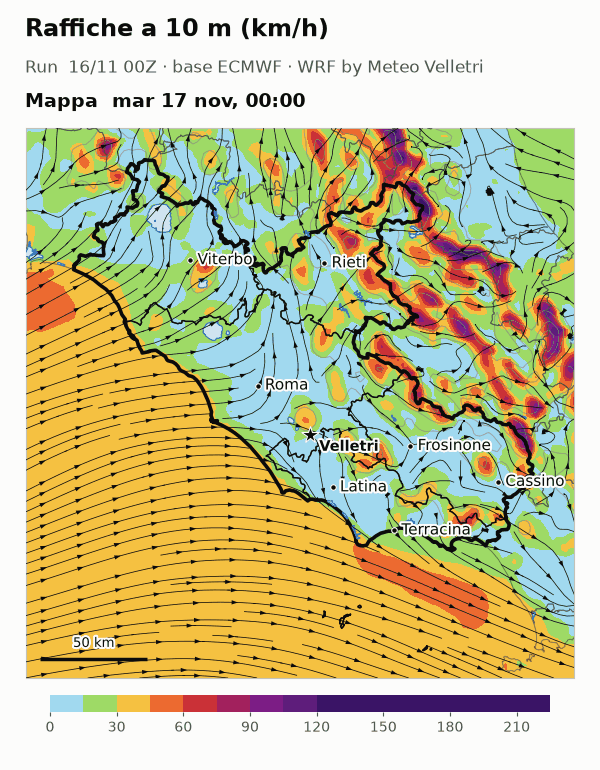 Raffiche a 10 m (km/h)
Run 16/11 00Z · base ECMWF · WRF by Meteo Velletri
Mappa mar 17 nov, 00:00
Viterbo
Rieti
Roma
Velletri
Frosinone
Cassino
Latina
Terracina
50 km
0 30 60 90 120 150 180 210